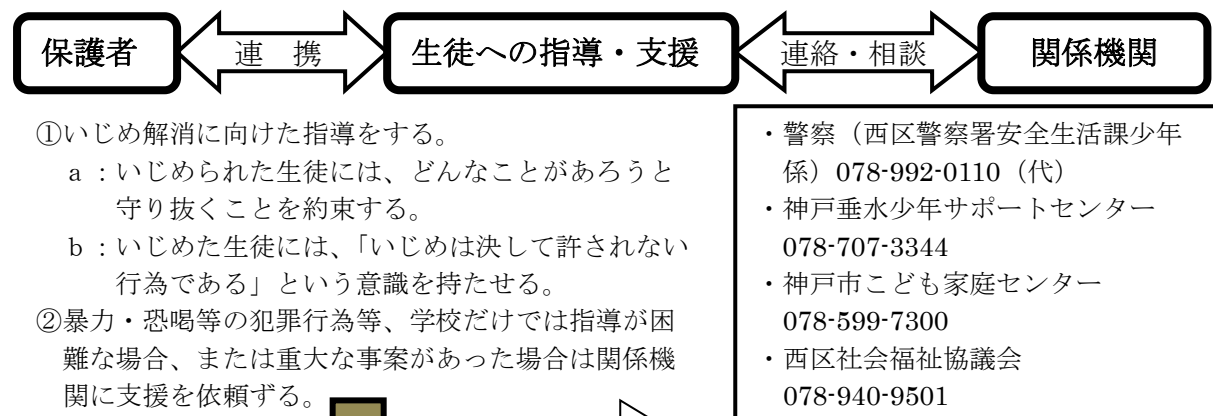 保護者
連　携
生徒への指導・支援
連絡・相談
関係機関
①いじめ解消に向けた指導をする。
a：いじめられた生徒には、どんなことがあろうと
守り抜くことを約束する。
b：いじめた生徒には、「いじめは決して許されない
行為である」という意識を持たせる。
②暴力・恐喝等の犯罪行為等、学校だけでは指導が困
難な場合、または重大な事案があった場合は関係機
関に支援を依頼ずる。
・警察（西区警察署安全生活課少年
係）078-992-0110（代）
・神戸垂水少年サポートセンター
078-707-3344
・神戸市こども家庭センター
078-599-7300
・西区社会福祉協議会
078-940-9501